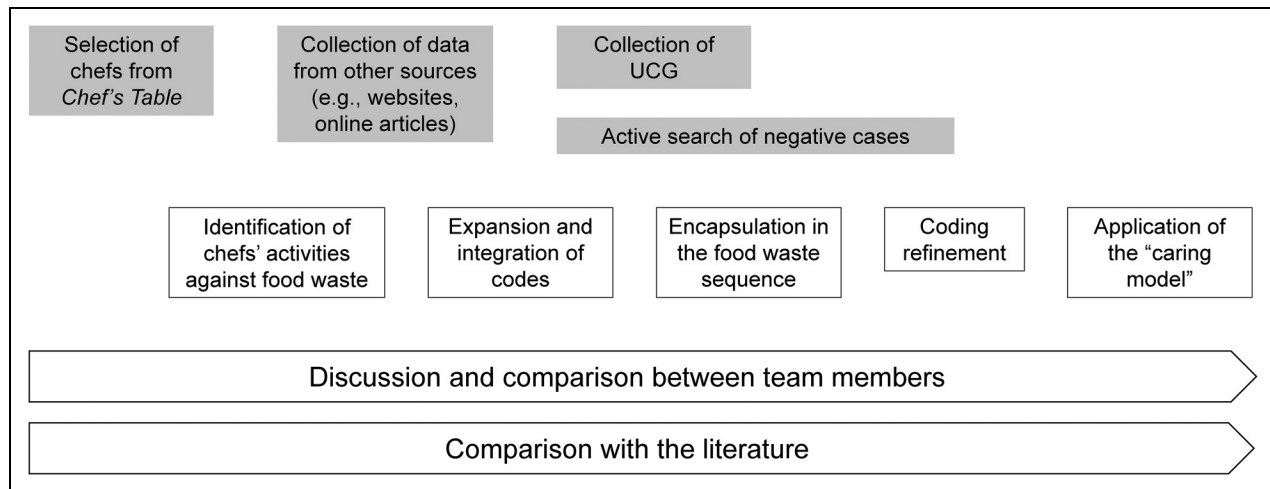 Selection of
chefs from
Chef's Table
Collection of data
from other sources
(e.g., websites,
online articles)
Collection of
UCG
Active search of negative cases
Identification of
chefs' activities
against food waste
Expansion and
integration of
codes
Encapsulation in
the food waste
sequence
Coding
refinement
Application of
the “caring
model”
Discussion and comparison between team members
Comparison with the literature